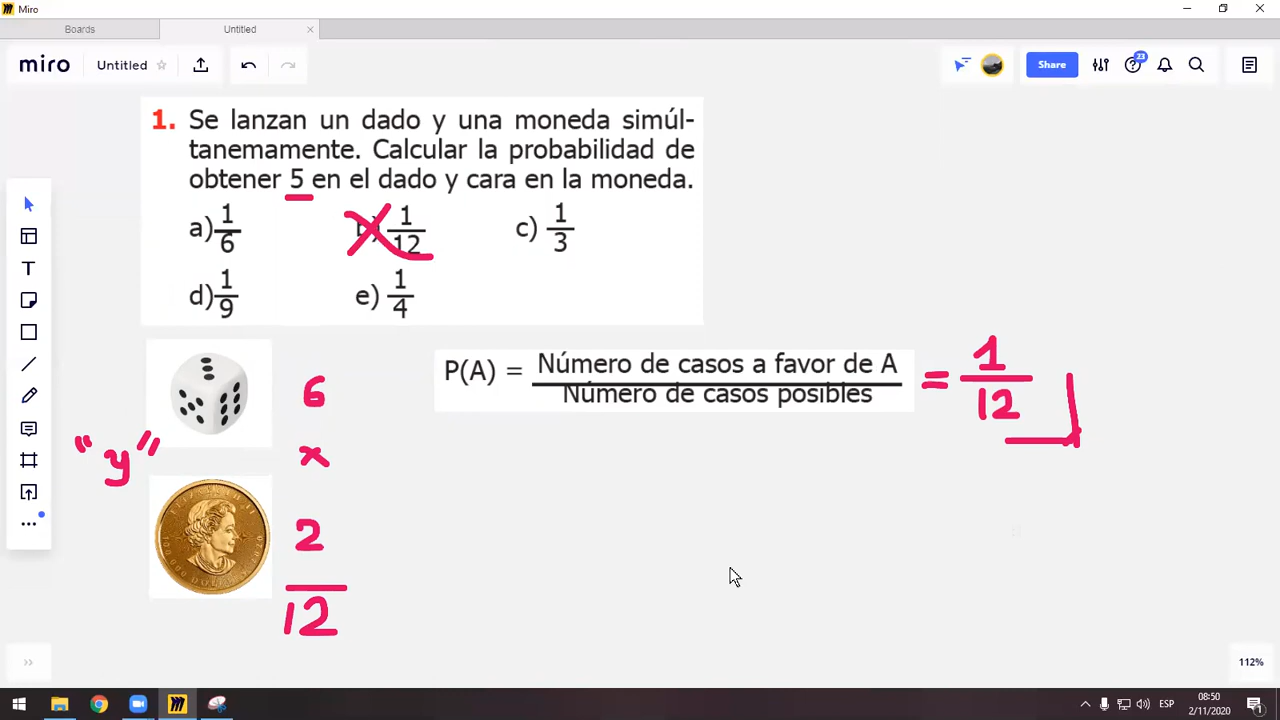 Miro
Boards
Untitled
miro
Untitled
23
Share
1. Se lanzan un dado y una moneda simúl-
tanemamente. Calcular la probabilidad de
obtener 5 en el dado y cara en la moneda.
a) 1/6 b) 1/12 c) 1/3
d) 1/9 e) 1/4
P(A) = Número de casos a favor de A / Número de casos posibles = 1/12
6
x
"y"
2
12
112%
ESP
08:50
2/11/2020
1